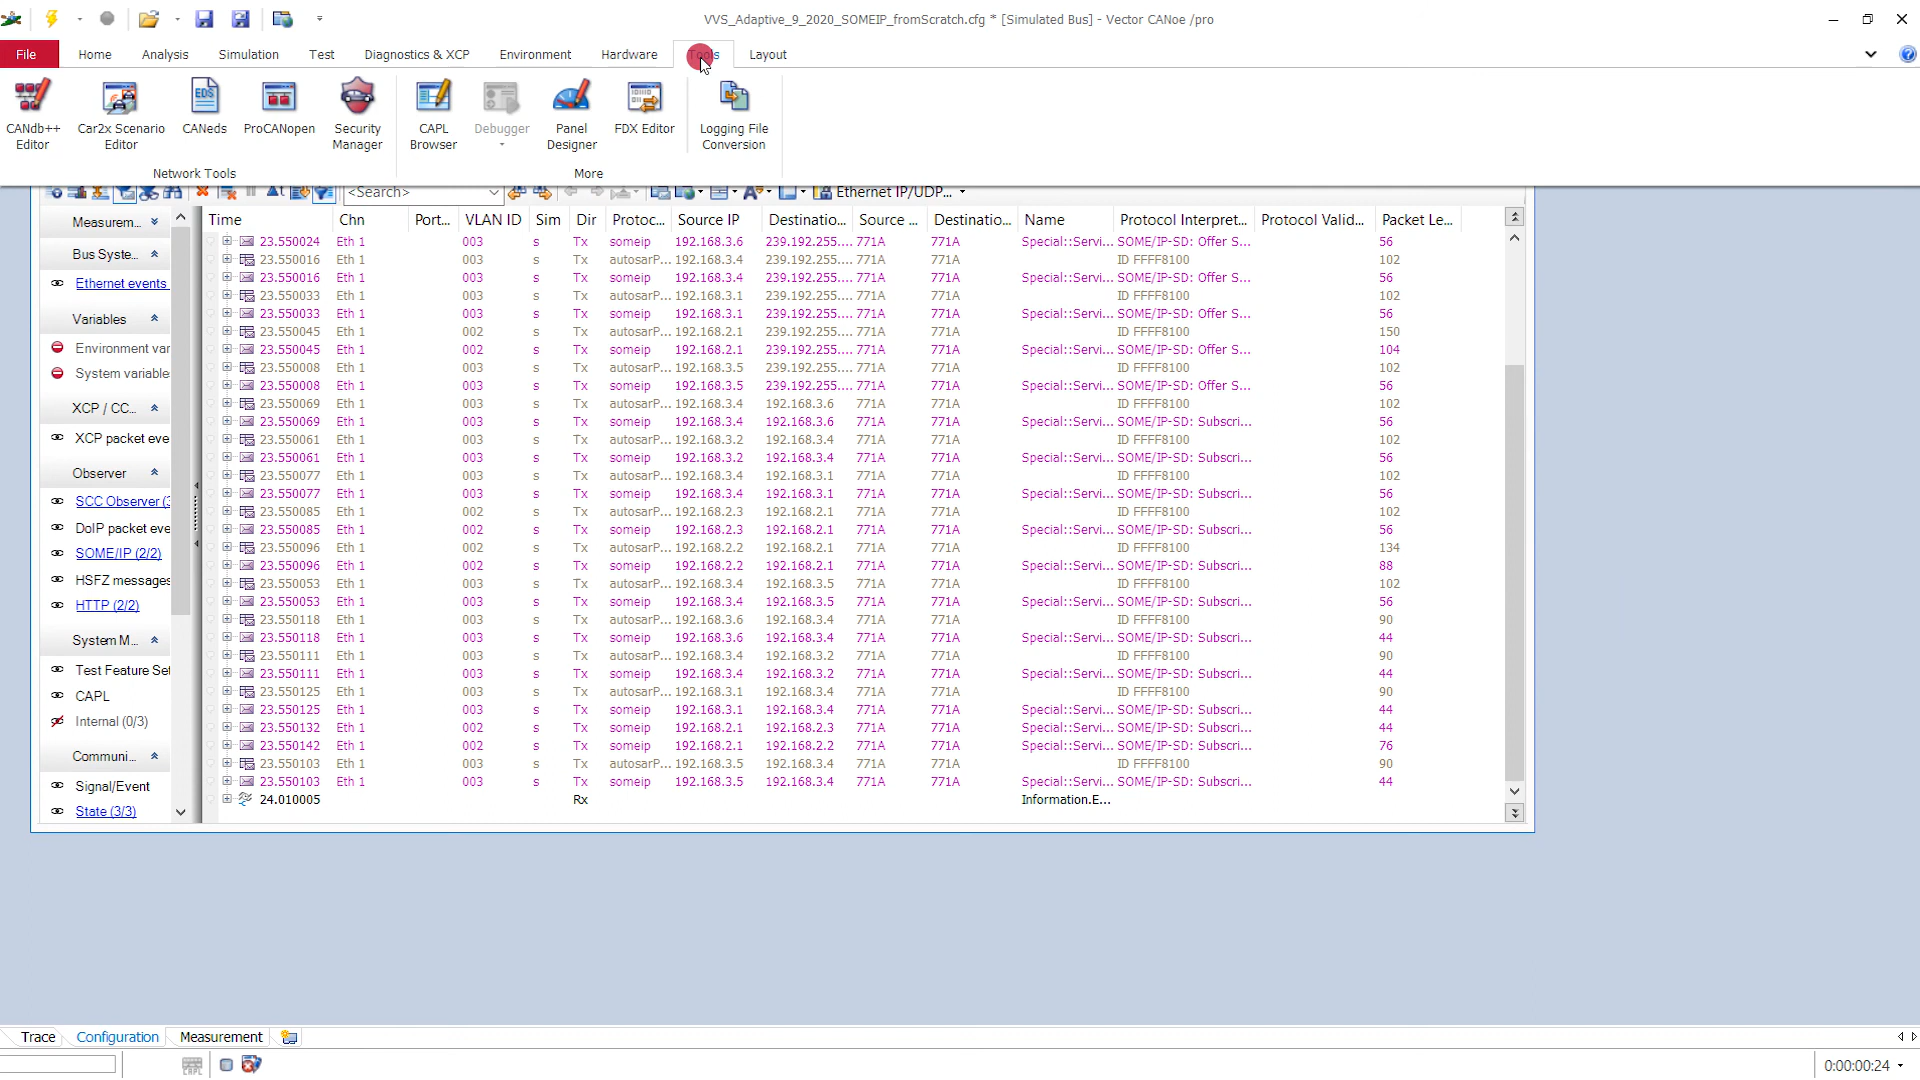 VVS_Adaptive_9_2020_SOMEIP_fromScratch.cfg * [Simulated Bus] - Vector CANoe /pro
File Home Analysis Simulation Test Diagnostics & XCP Environment Hardware Tools Layout
CANdb++ Editor
Car2x Scenario Editor
CANeds
ProCANopen
Security Manager
CAPL Browser
Debugger
Panel Designer
FDX Editor
Logging File Conversion
Network Tools More
<Search> Ethernet IP/UDP...
Measurem...
Bus Syste...
Ethernet events
Variables
Environment var
System variable
XCP / CC...
XCP packet eve
Observer
SCC Observer (3
DoIP packet eve
SOME/IP (2/2)
HSFZ messages
HTTP (2/2)
System M...
Test Feature Set
CAPL
Internal (0/3)
Communi...
Signal/Event
State (3/3)
Time Chn Port... VLAN ID Sim Dir Protoc... Source IP Destinatio... Source ... Destinatio... Name Protocol Interpret... Protocol Valid... Packet Le...
23.550024 Eth 1 003 s Tx someip 192.168.3.6 239.192.255.... 771A 771A Special::Servi... SOME/IP-SD: Offer S... 56
23.550016 Eth 1 003 s Tx autosarP... 192.168.3.4 239.192.255.... 771A 771A ID FFFF8100 102
23.550016 Eth 1 003 s Tx someip 192.168.3.4 239.192.255.... 771A 771A Special::Servi... SOME/IP-SD: Offer S... 56
23.550033 Eth 1 003 s Tx autosarP... 192.168.3.1 239.192.255.... 771A 771A ID FFFF8100 102
23.550033 Eth 1 003 s Tx someip 192.168.3.1 239.192.255.... 771A 771A Special::Servi... SOME/IP-SD: Offer S... 56
23.550045 Eth 1 002 s Tx autosarP... 192.168.2.1 239.192.255.... 771A 771A ID FFFF8100 150
23.550045 Eth 1 002 s Tx someip 192.168.2.1 239.192.255.... 771A 771A Special::Servi... SOME/IP-SD: Offer S... 104
23.550008 Eth 1 003 s Tx autosarP... 192.168.3.5 239.192.255.... 771A 771A ID FFFF8100 102
23.550008 Eth 1 003 s Tx someip 192.168.3.5 239.192.255.... 771A 771A Special::Servi... SOME/IP-SD: Offer S... 56
23.550069 Eth 1 003 s Tx autosarP... 192.168.3.4 192.168.3.6 771A 771A ID FFFF8100 102
23.550069 Eth 1 003 s Tx someip 192.168.3.4 192.168.3.6 771A 771A Special::Servi... SOME/IP-SD: Subscri... 56
23.550061 Eth 1 003 s Tx autosarP... 192.168.3.2 192.168.3.4 771A 771A ID FFFF8100 102
23.550061 Eth 1 003 s Tx someip 192.168.3.2 192.168.3.4 771A 771A Special::Servi... SOME/IP-SD: Subscri... 56
23.550077 Eth 1 003 s Tx autosarP... 192.168.3.4 192.168.3.1 771A 771A ID FFFF8100 102
23.550077 Eth 1 003 s Tx someip 192.168.3.4 192.168.3.1 771A 771A Special::Servi... SOME/IP-SD: Subscri... 56
23.550085 Eth 1 002 s Tx autosarP... 192.168.2.3 192.168.2.1 771A 771A ID FFFF8100 102
23.550085 Eth 1 002 s Tx someip 192.168.2.3 192.168.2.1 771A 771A Special::Servi... SOME/IP-SD: Subscri... 56
23.550096 Eth 1 002 s Tx autosarP... 192.168.2.2 192.168.2.1 771A 771A ID FFFF8100 134
23.550096 Eth 1 002 s Tx someip 192.168.2.2 192.168.2.1 771A 771A Special::Servi... SOME/IP-SD: Subscri... 88
23.550053 Eth 1 003 s Tx autosarP... 192.168.3.4 192.168.3.5 771A 771A ID FFFF8100 102
23.550053 Eth 1 003 s Tx someip 192.168.3.4 192.168.3.5 771A 771A Special::Servi... SOME/IP-SD: Subscri... 56
23.550118 Eth 1 003 s Tx autosarP... 192.168.3.6 192.168.3.4 771A 771A ID FFFF8100 90
23.550118 Eth 1 003 s Tx someip 192.168.3.6 192.168.3.4 771A 771A Special::Servi... SOME/IP-SD: Subscri... 44
23.550111 Eth 1 003 s Tx autosarP... 192.168.3.4 192.168.3.2 771A 771A ID FFFF8100 90
23.550111 Eth 1 003 s Tx someip 192.168.3.4 192.168.3.2 771A 771A Special::Servi... SOME/IP-SD: Subscri... 44
23.550125 Eth 1 003 s Tx autosarP... 192.168.3.1 192.168.3.4 771A 771A ID FFFF8100 90
23.550125 Eth 1 003 s Tx someip 192.168.3.1 192.168.3.4 771A 771A Special::Servi... SOME/IP-SD: Subscri... 44
23.550132 Eth 1 002 s Tx someip 192.168.2.1 192.168.2.3 771A 771A Special::Servi... SOME/IP-SD: Subscri... 44
23.550142 Eth 1 002 s Tx someip 192.168.2.1 192.168.2.2 771A 771A Special::Servi... SOME/IP-SD: Subscri... 76
23.550103 Eth 1 003 s Tx autosarP... 192.168.3.5 192.168.3.4 771A 771A ID FFFF8100 90
23.550103 Eth 1 003 s Tx someip 192.168.3.5 192.168.3.4 771A 771A Special::Servi... SOME/IP-SD: Subscri... 44
24.010005 Rx Information.E...
Trace Configuration Measurement
0:00:00:24